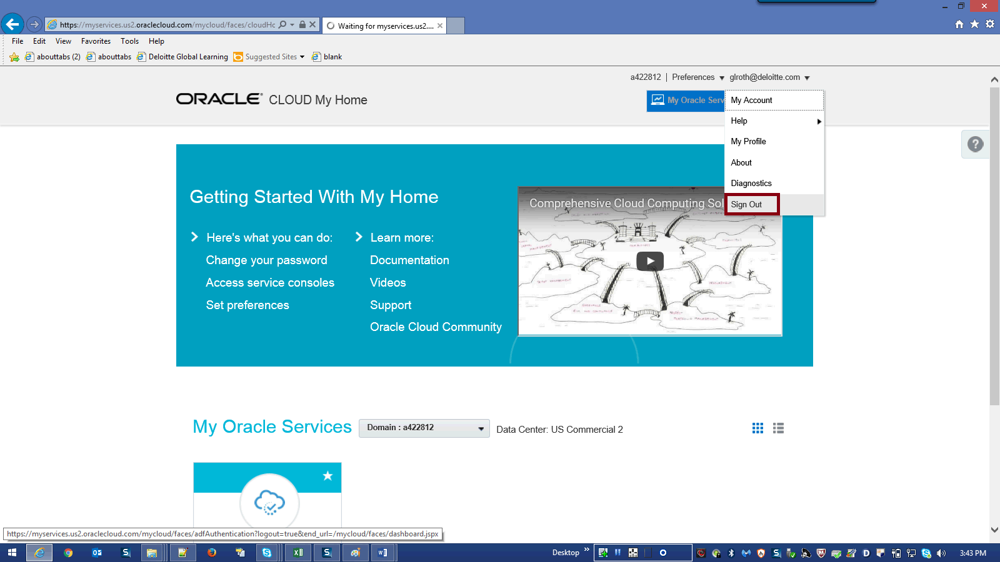 https://myservices.us2.oraclecloud.com/mycloud/faces/cloudHc
Waiting for myservices.us2....
File Edit View Favorites Tools Help
abouttabs (2) abouttabs Deloitte Global Learning Suggested Sites blank
a422812 | Preferences glroth@deloitte.com
ORACLE CLOUD My Home
My Oracle Serv
My Account
Help
My Profile
About
Diagnostics
Sign Out
Getting Started With My Home
Here's what you can do:
Change your password
Access service consoles
Set preferences
Learn more:
Documentation
Videos
Support
Oracle Cloud Community
Comprehensive Cloud Computing Sol
PROCUREMENT
PROJECT
PORTFOLIO MANAGEMENT
My Oracle Services
Domain : a422812
Data Center: US Commercial 2
https://myservices.us2.oraclecloud.com/mycloud/faces/adfAuthentication?logout=true&end_url=/mycloud/faces/dashboard.jspx
Desktop
3:43 PM